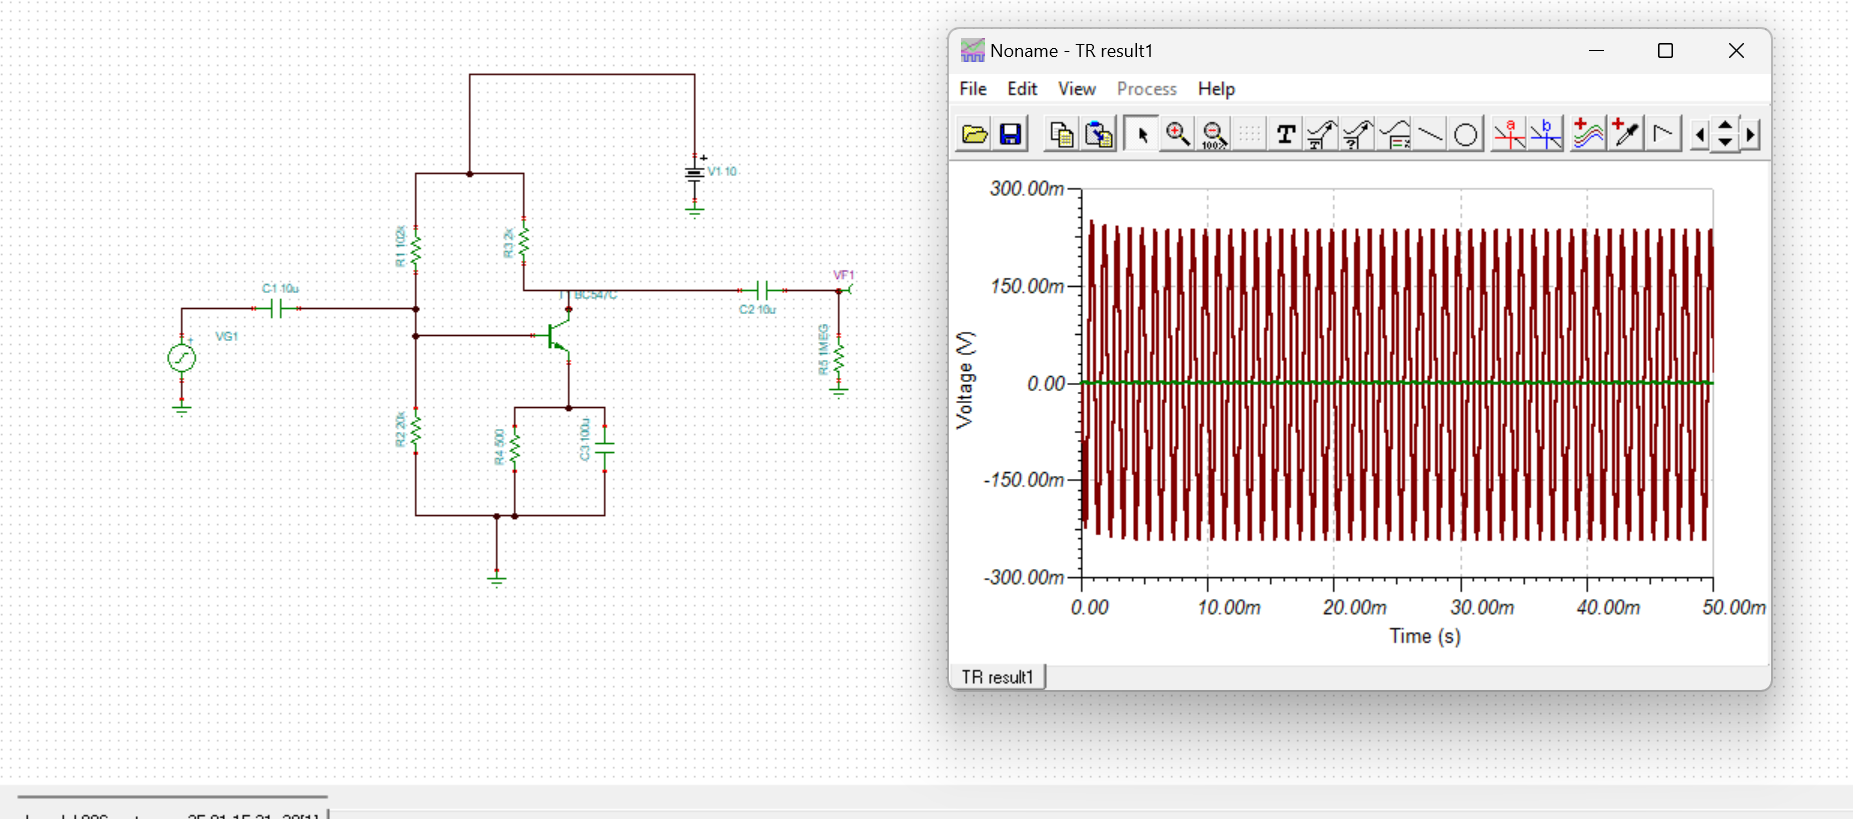 V1 10
R1 102k
R3 2k
C1 10u
T1 BC547C
VF1
C2 10u
VG1
R5 1MEG
R2 20k
R4 500
C3 100u
Noname - TR result1
File Edit View Process Help
T
100%
a
b
300.00m
150.00m
0.00
-150.00m
-300.00m
Voltage (V)
0.00 10.00m 20.00m 30.00m 40.00m 50.00m
Time (s)
TR result1